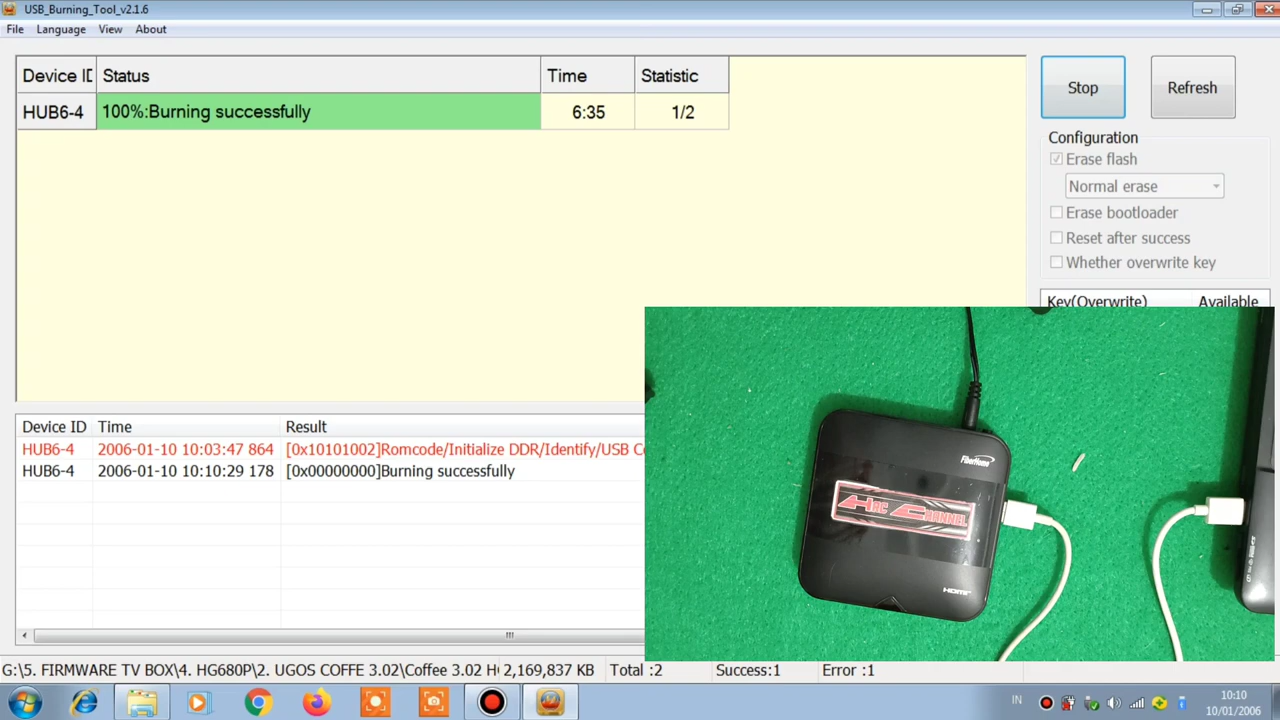 USB_Burning_Tool_v2.1.6
File Language View About
Device ID Status Time Statistic
HUB6-4 100%:Burning successfully 6:35 1/2
Stop Refresh
Configuration
Erase flash
Normal erase
Erase bootloader
Reset after success
Whether overwrite key
Key(Overwrite) Available
Device ID Time Result
HUB6-4 2006-01-10 10:03:47 864 [0x10101002]Romcode/Initialize DDR/Identify/USB
HUB6-4 2006-01-10 10:10:29 178 [0x00000000]Burning successfully
FiberHome
HRC CHANNEL
HDMI
G:\5. FIRMWARE TV BOX\4. HG680P\2. UGOS COFFE 3.02\Coffee 3.02 2,169,837 KB Total :2 Success:1 Error :1
IN 10:10
10/01/2006